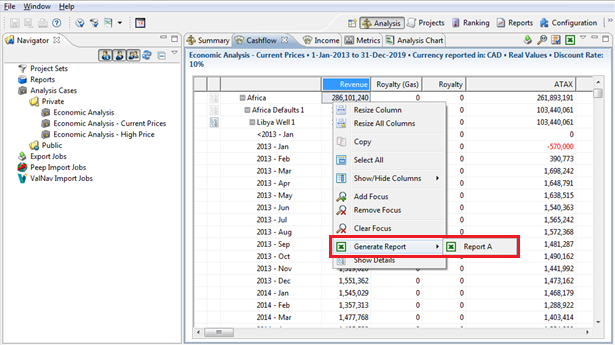 File Window Help
Analysis Projects Ranking Reports Configuration
Navigator
Summary Cashflow Income Metrics Analysis Chart
Project Sets
Reports
Analysis Cases
Private
Economic Analysis
Economic Analysis - Current Prices
Economic Analysis - High Price
Public
Export Jobs
Peep Import Jobs
ValNav Import Jobs
Economic Analysis - Current Prices • 1-Jan-2013 to 31-Dec-2019 • Currency reported in: CAD • Real Values • Discount Rate:
10%
Revenue Royalty (Gas) Royalty ATAX
Africa 286,101,240 0 0 261,893,191
Africa Defaults 1 0 103,440,061
Libya Well 1 0 103,440,061
<2013 - Jan 0 0
2013 - Jan 0 -570,000
2013 - Feb 0 390,773
2013 - Mar 0 1,698,242
2013 - Apr 0 1,648,791
2013 - May 0 1,638,515
2013 - Jun 0 1,540,730
2013 - Jul 0 1,565,242
2013 - Aug 0 1,572,368
2013 - Sep 0 1,481,287
2013 - Oct 0 1,490,162
2013 - Nov 0 1,441,992
2013 - Dec 1,551,362 0 0 1,473,162
2014 - Jan 1,545,029 0 0 1,468,179
2014 - Feb 1,357,313 0 0 1,288,922
2014 - Mar 1,477,768 0 0 1,403,414
Resize Column
Resize All Columns
Copy
Select All
Show/Hide Columns
Add Focus
Remove Focus
Clear Focus
Generate Report
Report A
Show Details